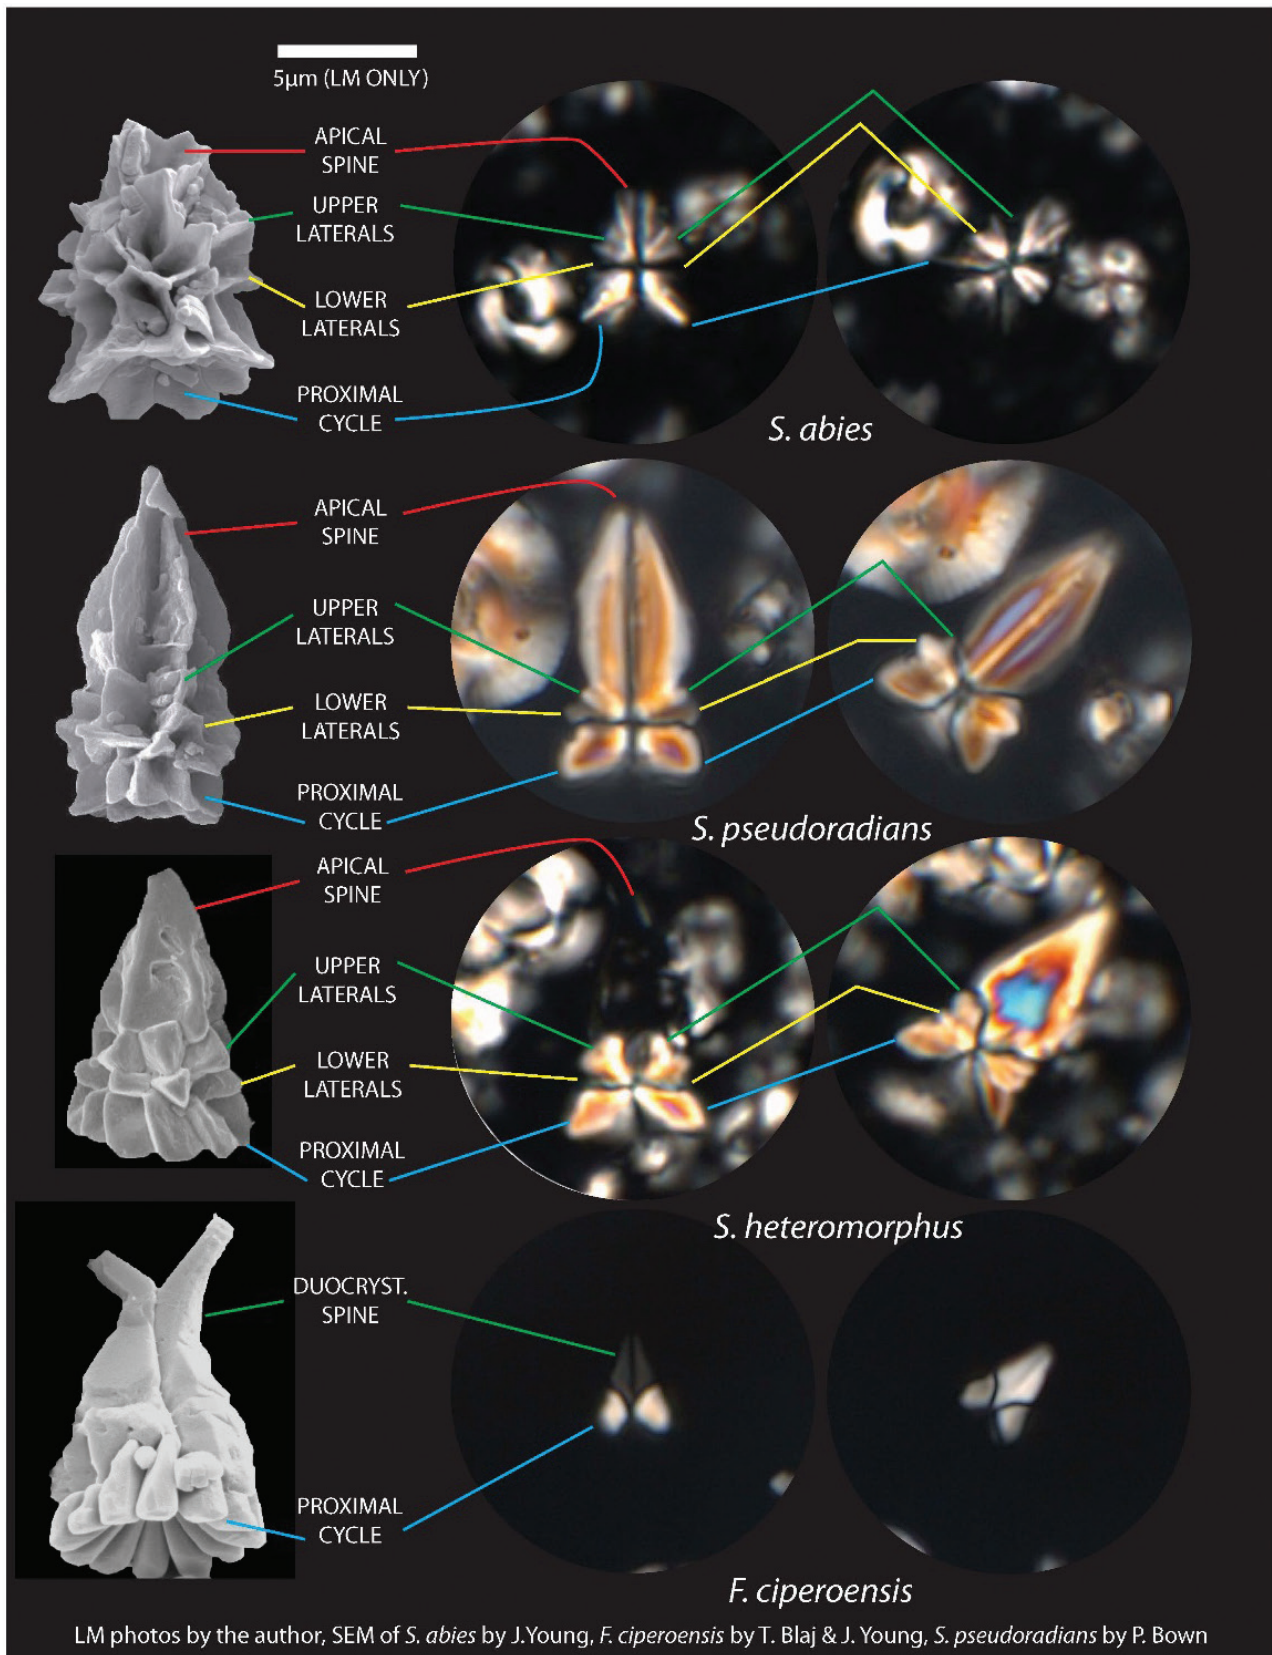 5µm (LM ONLY)
APICAL
SPINE
UPPER
LATERALS
LOWER
LATERALS
PROXIMAL
CYCLE
S. abies
APICAL
SPINE
UPPER
LATERALS
LOWER
LATERALS
PROXIMAL
CYCLE
S. pseudoradians
APICAL
SPINE
UPPER
LATERALS
LOWER
LATERALS
PROXIMAL
CYCLE
S. heteromorphus
DUOCRYST.
SPINE
PROXIMAL
CYCLE
F. ciperoensis
LM photos by the author, SEM of S. abies by J.Young, F. ciperoensis by T. Blaj & J. Young, S. pseudoradians by P. Bown